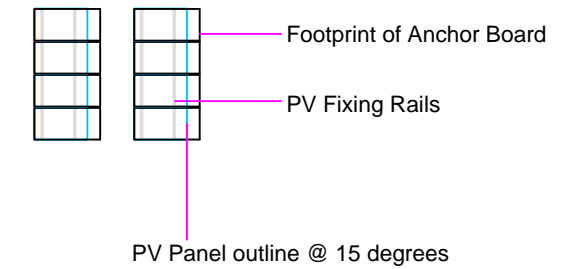 Footprint of Anchor Board
PV Fixing Rails
PV Panel outline @ 15 degrees